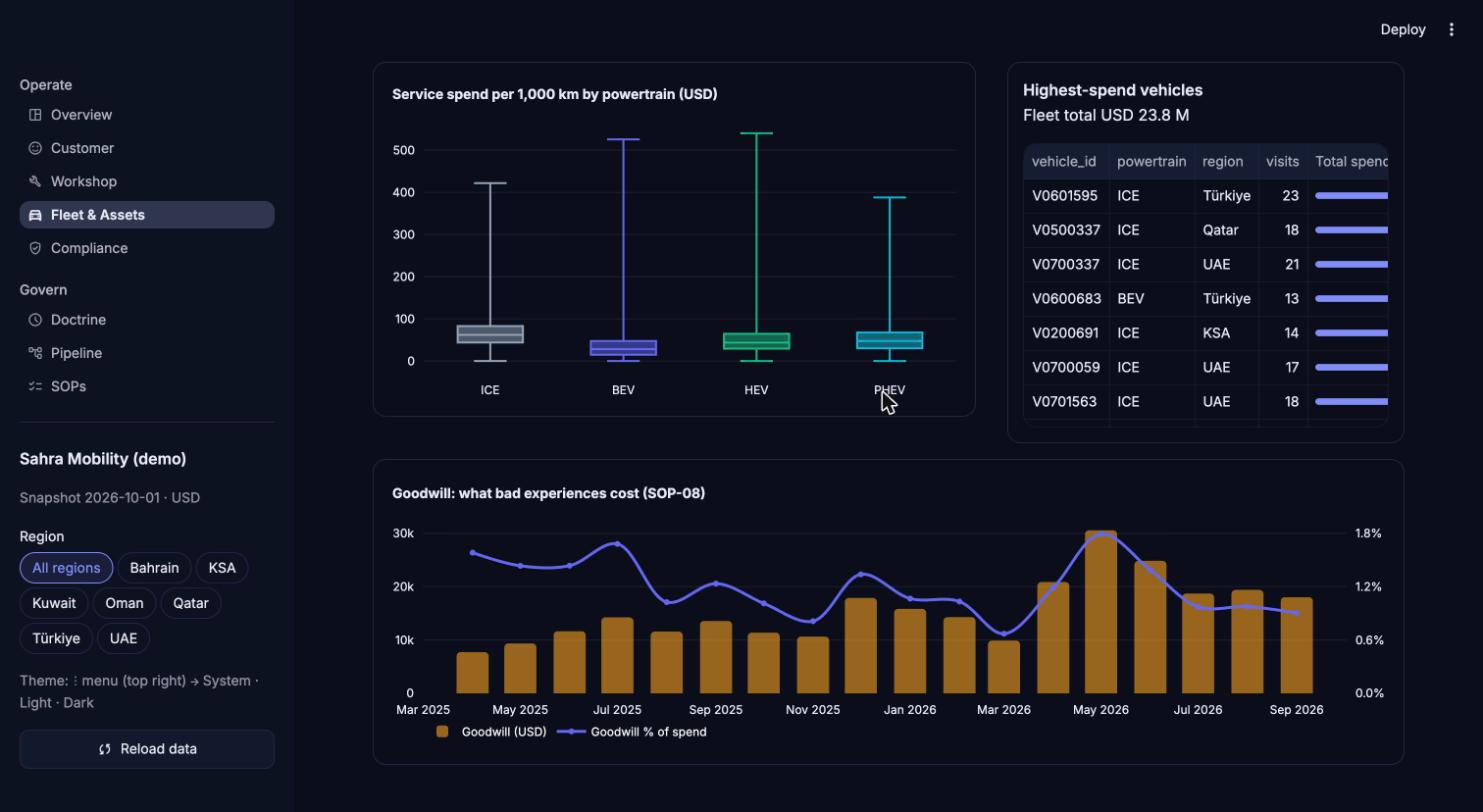 Deploy
Operate
Overview
Customer
Workshop
Fleet & Assets
Compliance
Govern
Doctrine
Pipeline
SOPs
Sahra Mobility (demo)
Snapshot 2026-10-01 · USD
Region
All regions Bahrain KSA
Kuwait Oman Qatar
Türkiye UAE
Theme: ⋮ menu (top right) → System ·
Light · Dark
Reload data
Service spend per 1,000 km by powertrain (USD)
500
400
300
200
100
0
ICE BEV HEV PHEV
Highest-spend vehicles
Fleet total USD 23.8 M
vehicle_id powertrain region visits Total spend
V0601595 ICE Türkiye 23
V0500337 ICE Qatar 18
V0700337 ICE UAE 21
V0600683 BEV Türkiye 13
V0200691 ICE KSA 14
V0700059 ICE UAE 17
V0701563 ICE UAE 18
Goodwill: what bad experiences cost (SOP-08)
30k 1.8%
20k 1.2%
10k 0.6%
0 0.0%
Mar 2025 May 2025 Jul 2025 Sep 2025 Nov 2025 Jan 2026 Mar 2026 May 2026 Jul 2026 Sep 2026
Goodwill (USD) Goodwill % of spend